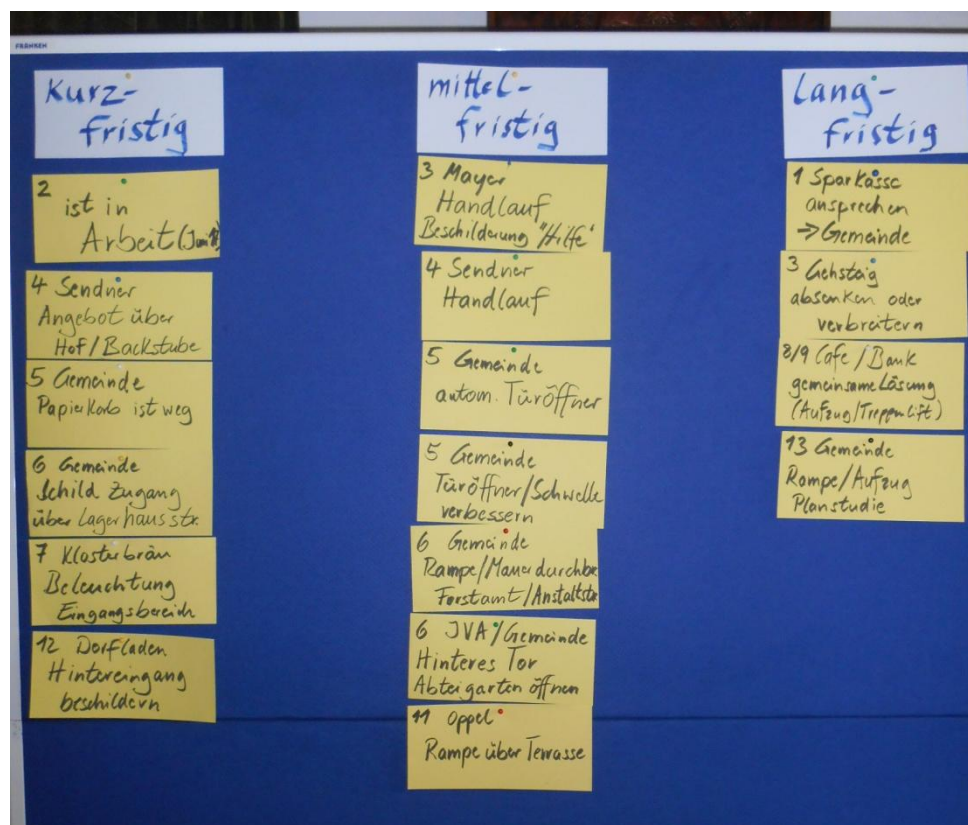 FRANKEN
Kurz-
fristig
2
ist in
Arbeit
4 Sendner
Angebot über
Hof/Backstube
5 Gemeinde
Papierkorb ist weg
6 Gemeinde
Schild Zugang
über Lagerhausstr.
7 Klosterbräu
Beleuchtung
Eingangsbereich
12 Dorfladen
Hintereingang
beschildern
mittel-
fristig
3 Mayer
Handlauf
Beschilderung "Hilfe"
4 Sendner
Handlauf
5 Gemeinde
autom. Türöffner
5 Gemeinde
Türöffner/Schwelle
verbessern
6 Gemeinde
Rampe/Mauerdurchbr.
Forstamt/Anstaltstr.
6 JVA/Gemeinde
Hinteres Tor
Abteigarten öffnen
11 Oppel
Rampe über Terrasse
Lang-
fristig
1 Sparkasse
ansprechen
→ Gemeinde
3 Gehsteig
absenken oder
verbreitern
8/9 Cafe/Bank
gemeinsame Lösung
(Aufzug/Treppenlift)
13 Gemeinde
Rampe/Aufzug
Planstudie